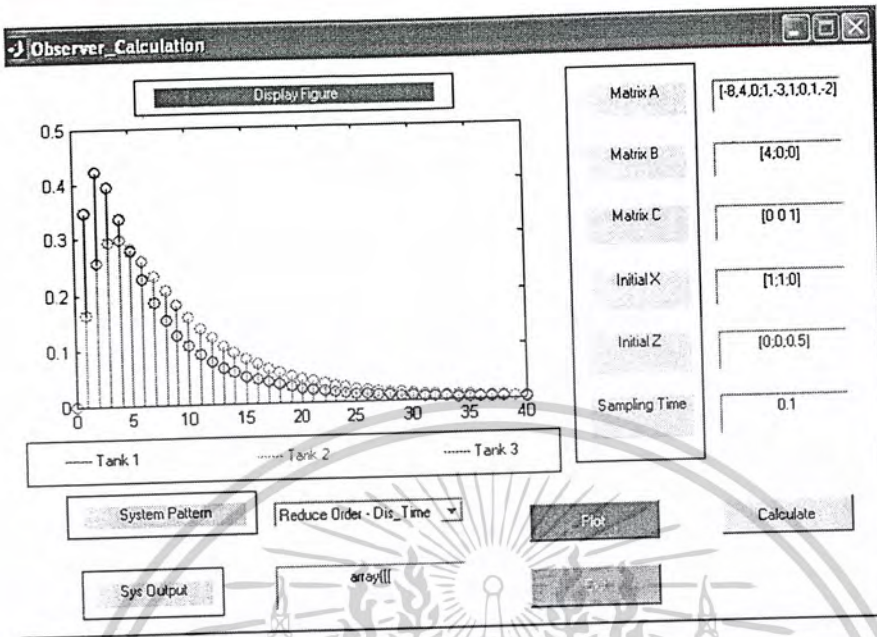 Observer_Calculation
Display Figure
0.5
0.4
0.3
0.2
0.1
0
0 5 10 15 20 25 30 35 40
Tank 1 Tank 2 Tank 3
Matrix A [-8,4,0;1,-3,1;0,1,-2]
Matrix B [4;0;0]
Matrix C [0 0 1]
Initial X [1;1;0]
Initial Z [0;0,0.5]
Sampling Time 0.1
System Pattern Reduce Order - Dis_Time Plot Calculate
Sys Output array([[